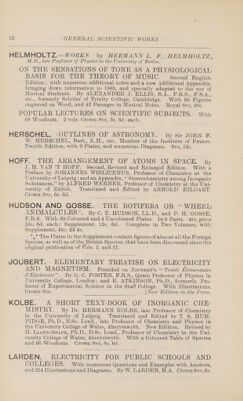 12 GENERAL SCIENTIFIC WORKS
HELMHOLTZ.—WORKS by HERMANN L. F. HELMHOLTZ,
M.D., late Professor of Physics in the University of Berlin.
ON THE SENSATIONS OF TONE AS A PHYSIOLOGICAL
BASIS FOR THE THEORY OF MUSIC. Second English
Edition; with numerous additional notes and a new Additional Appendix,
bringing down information to 1885, and specially adapted to the use of
Musical Students. By ALEXANDER J. ELLIS, B.A., F.R.S., F.S.A.,
etc., formerly Scholar of Trinity College, Cambridge. With 68 Figures
engraved on Wood, and 42 Passages in Musical Notes. Royal 8vo, 28s.
POPULAR LECTURES ON SCIENTIFIC SUBJECTS. With
68 Woodcuts. 2 vols. Crown 8vo, 3s. 6d. each.
HERSCHEL. OUTLINES OF ASTRONOMY. By Sir JOHN F.
W. HERSCHEL, Bart., K.H., etc., Member of the Institute of France.
Twelfth Edition, with 9 Plates, and numerous Diagrams. 8vo, 12s.
HOFF. THE ARRANGEMENT OF ATOMS IN SPACE. By
J. H. VAN 'T HOFF. Second, Revised and Enlarged Edition. With a
Preface by JOHANNES WISLICENUS, Professor of Chemistry at the
University of Leipzig; and an Appendix, "Stereochemistry among Inorganic
Substances," by ALFRED WERNER, Professor of Chemistry at the Uni-
versity of Zürich. Translated and Edited by ARNOLD EILOART.
Crown 8vo, 6s. 6d.
HUDSON AND GOSSE. THE ROTIFERA OR "WHEEL
ANIMALCULES". By C. T. HUDSON, LL.D., and P. H. GOSSE,
F.R.S. With 30 Coloured and 4 Uncoloured Plates. In 6 Parts. 4to, price
10s. 6d. each; Supplement, 12s. 6d. Complete in Two Volumes, with
Supplement, 4to, £4 4s.
*** The Plates in the Supplement contain figures of almost all the Foreign
Species, as well as of the British Species, that have been discovered since the
original publication of Vols. I. and II.
JOUBERT. ELEMENTARY TREATISE ON ELECTRICITY
AND MAGNETISM. Founded on JOUBERT'S "Traité Élémentaire
d'Electricité". By G. C. FOSTER, F.R.S., Quain Professor of Physics in
University College, London; and E. ATKINSON, Ph.D., formerly Pro-
fessor of Experimental Science in the Staff College. With Illustrations.
Crown 8vo. [New Edition in the Press.
KOLBE. A SHORT TEXT-BOOK OF INORGANIC CHE-
MISTRY. By Dr. HERMANN KOLBE, late Professor of Chemistry
in the University of Leipzig. Translated and Edited by T. S. HUM-
PIDGE, Ph.D., B.Sc. Lond., late Professor of Chemistry and Physics in
the University College of Wales, Aberystwyth. New Edition. Revised by
H. LLOYD-SNAPE, Ph.D., D.Sc. Lond., Professor of Chemistry in the Uni-
versity College of Wales, Aberystwyth. With a Coloured Table of Spectra
and 66 Woodcuts. Crown 8vo, 8s. 6d.
LARDEN. ELECTRICITY FOR PUBLIC SCHOOLS AND
COLLEGES. With numerous Questions and Examples with Answers,
and 214 Illustrations and Diagrams. By W. LARDEN, M.A. Crown 8vo, 6s.